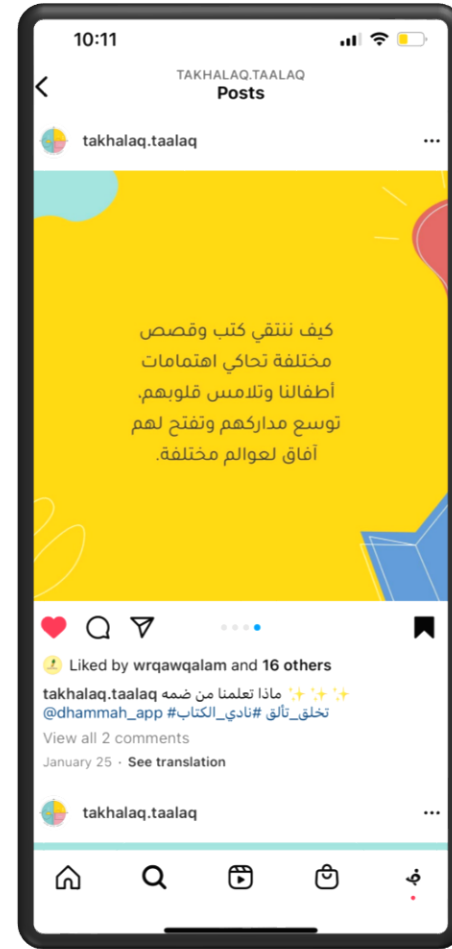 10:11
TAKHALAQ.TAALAQ
Posts
takhalaq.taalaq
كيف ننتقي كتب وقصص
مختلفة تحاكي اهتمامات
أطفالنا وتلامس قلوبهم،
توسع مداركهم وتفتح لهم
آفاق لعوالم مختلفة.
Liked by wrqawqalam and 16 others
takhalaq.taalaq ماذا تعلمنا من ضمه ✨✨✨
@dhammah_app #تخلق_تألق #نادي_الكتاب
View all 2 comments
January 25 · See translation
takhalaq.taalaq
ضـ